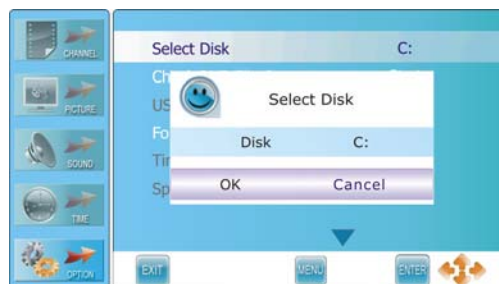 CHANNEL
PICTURE
SOUND
TIME
OPTION
Select Disk C:
Select Disk
Disk C:
OK Cancel
EXIT MENU ENTER